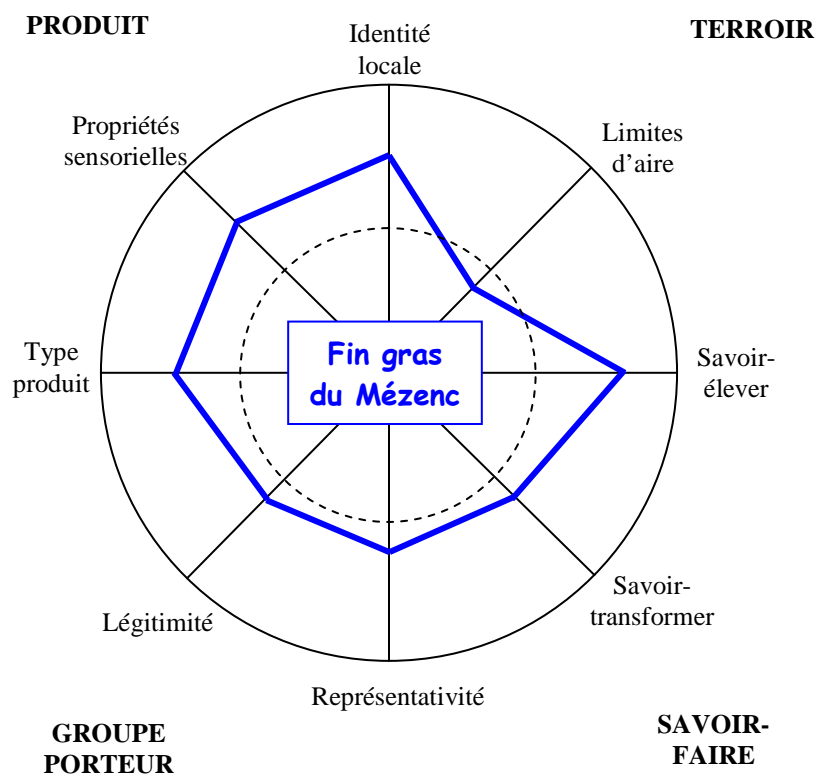 PRODUIT
Identité
locale
TERROIR
Propriétés
sensorielles
Limites
d'aire
Type
produit
Fin gras
du Mézenc
Savoir-
élever
Légitimité
Savoir-
transformer
Représentativité
GROUPE
PORTEUR
SAVOIR-
FAIRE